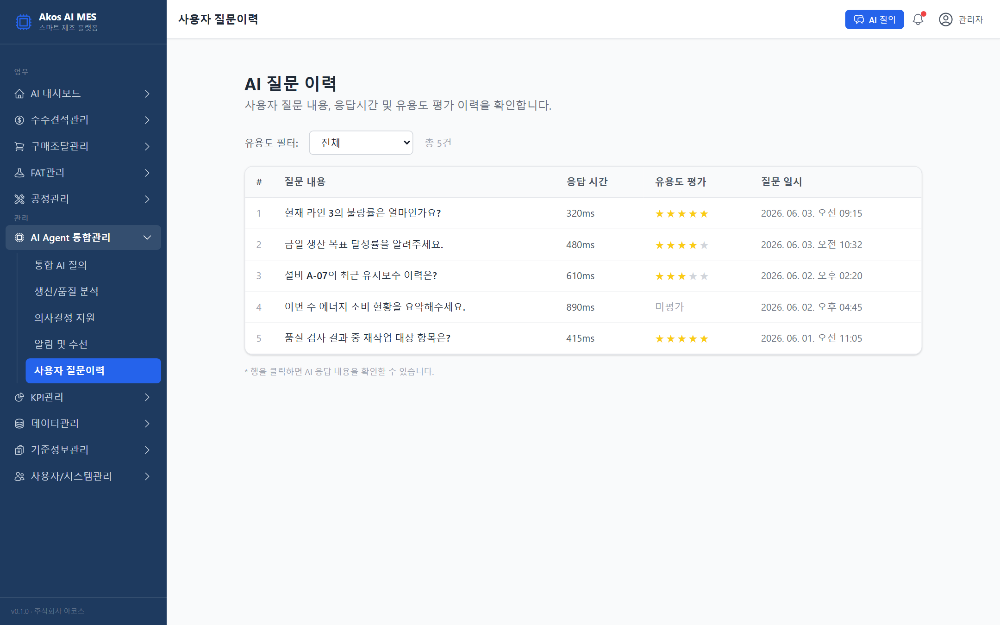 Akos AI MES
스마트 제조 플랫폼
업무
AI 대시보드
수주견적관리
구매조달관리
FAT관리
공정관리
관리
AI Agent 통합관리
통합 AI 질의
생산/품질 분석
의사결정 지원
알림 및 추천
사용자 질문이력
KPI관리
데이터관리
기준정보관리
사용자/시스템관리
v0.1.0 · 주식회사 아코스
사용자 질문이력
AI 질의
관리자
AI 질문 이력
사용자 질문 내용, 응답시간 및 유용도 평가 이력을 확인합니다.
유용도 필터: 전체 총 5건
# 질문 내용 응답 시간 유용도 평가 질문 일시
1 현재 라인 3의 불량률은 얼마인가요? 320ms ★★★★★ 2026. 06. 03. 오전 09:15
2 금일 생산 목표 달성률을 알려주세요. 480ms ★★★★★ 2026. 06. 03. 오전 10:32
3 설비 A-07의 최근 유지보수 이력은? 610ms ★★★★★ 2026. 06. 02. 오후 02:20
4 이번 주 에너지 소비 현황을 요약해주세요. 890ms 미평가 2026. 06. 02. 오후 04:45
5 품질 검사 결과 중 재작업 대상 항목은? 415ms ★★★★★ 2026. 06. 01. 오전 11:05
* 행을 클릭하면 AI 응답 내용을 확인할 수 있습니다.